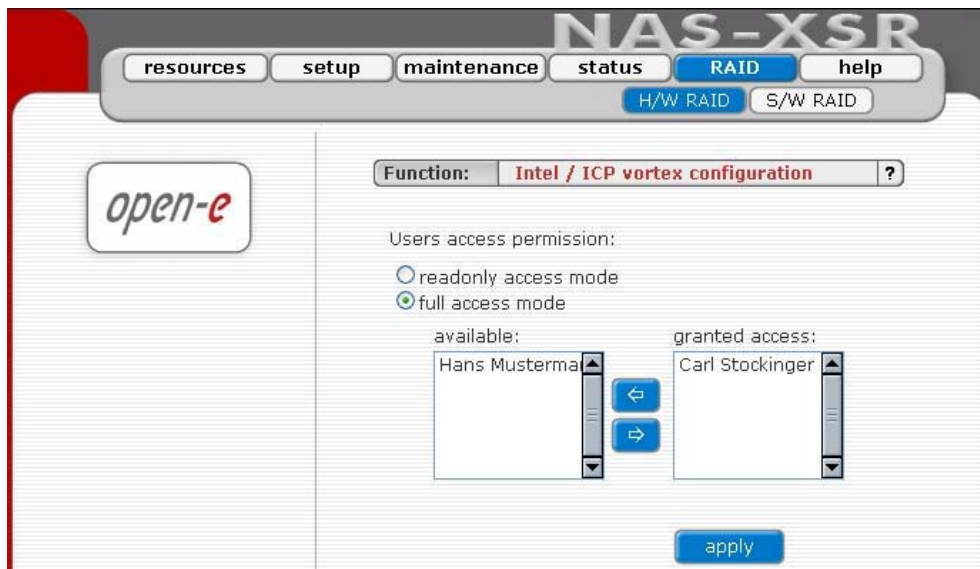 NAS-XSR
resources setup maintenance status RAID help
H/W RAID S/W RAID
open-e
Function: Intel / ICP vortex configuration ?
Users access permission:
readonly access mode
full access mode
available: granted access:
Hans Musterma Carl Stockinger
apply